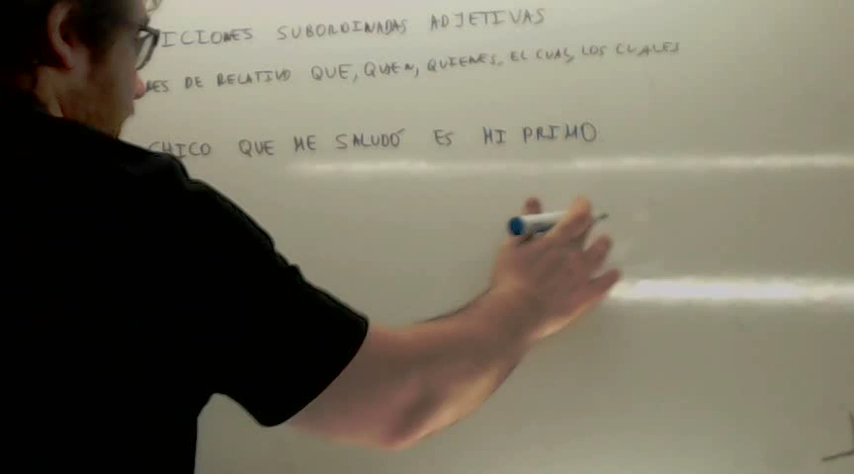 ICIONES SUBORDINADAS ADJETIVAS
ES DE RELATIVO QUE, QUIEN, QUIENES, EL CUAL, LOS CUALES
CHICO QUE ME SALUDÓ ES MI PRIMO